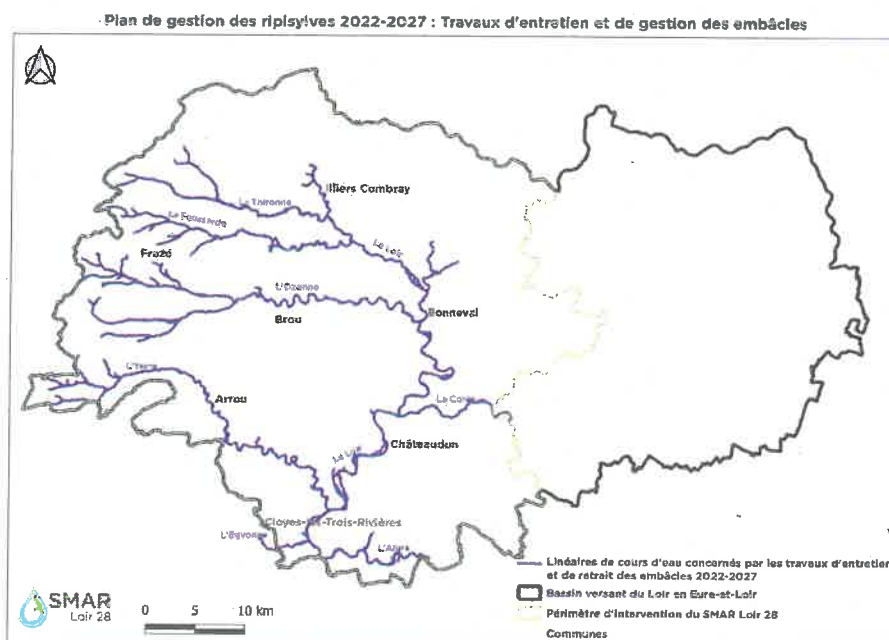 Plan de gestion des ripisylves 2022-2027 : Travaux d'entretien et de gestion des embâcles
Illiers Combray
La Thironne
La Foussarde
Le Loir
Frazé
L'Ozanne
Bonneval
Brou
L'Yerre
Arrou
La Conie
Châteaudun
Le Loir
Cloyes-les-Trois-Rivières
L'Egvonne
L'Aigre
Linéaires de cours d'eau concernés par les travaux d'entretien
et de retrait des embâcles 2022-2027
Bassin versant du Loir en Eure-et-Loir
Périmètre d'intervention du SMAR Loir 28
Communes
SMAR
Loir 28
0 5 10 km